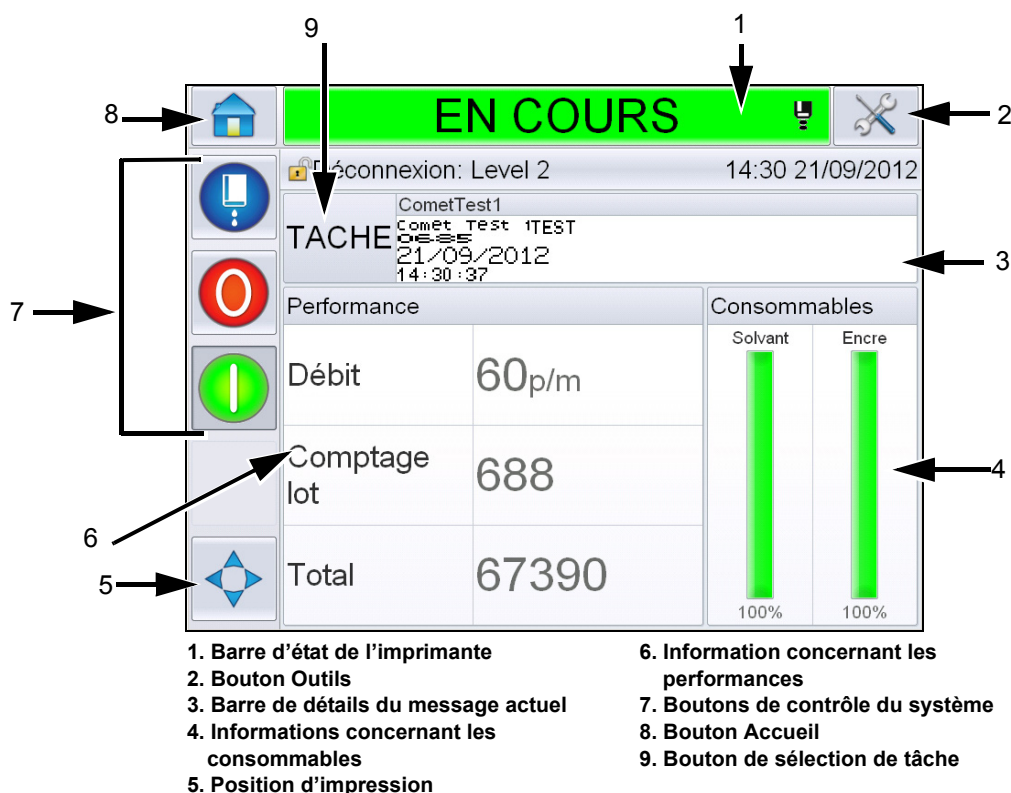 9
1
EN COURS
8
2
Déconnexion: Level 2
14:30 21/09/2012
TACHE
CometTest1
Comet Test 1TEST
21/09/2012
14:30:37
3
7
Performance
Consommables
Solvant
Encre
Débit
60p/m
Comptage
lot
688
4
6
5
Total
67390
100%
100%
1. Barre d’état de l’imprimante
2. Bouton Outils
3. Barre de détails du message actuel
4. Informations concernant les
consommables
5. Position d’impression
6. Information concernant les
performances
7. Boutons de contrôle du système
8. Bouton Accueil
9. Bouton de sélection de tâche